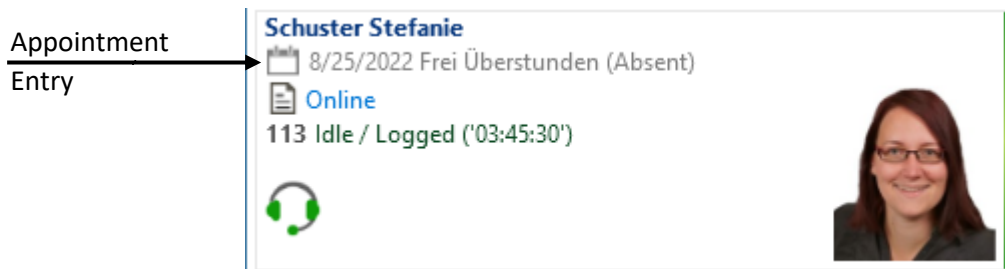 Appointment
Entry
Schuster Stefanie
8/25/2022 Frei Überstunden (Absent)
Online
113 Idle / Logged ('03:45:30')